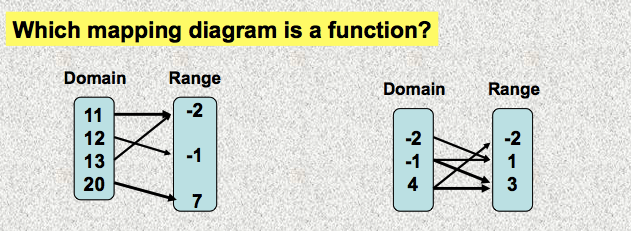 Which mapping diagram is a function?
Domain Range
11 -2
12
13 -1
20
7
Domain Range
-2 -2
-1 1
4 3